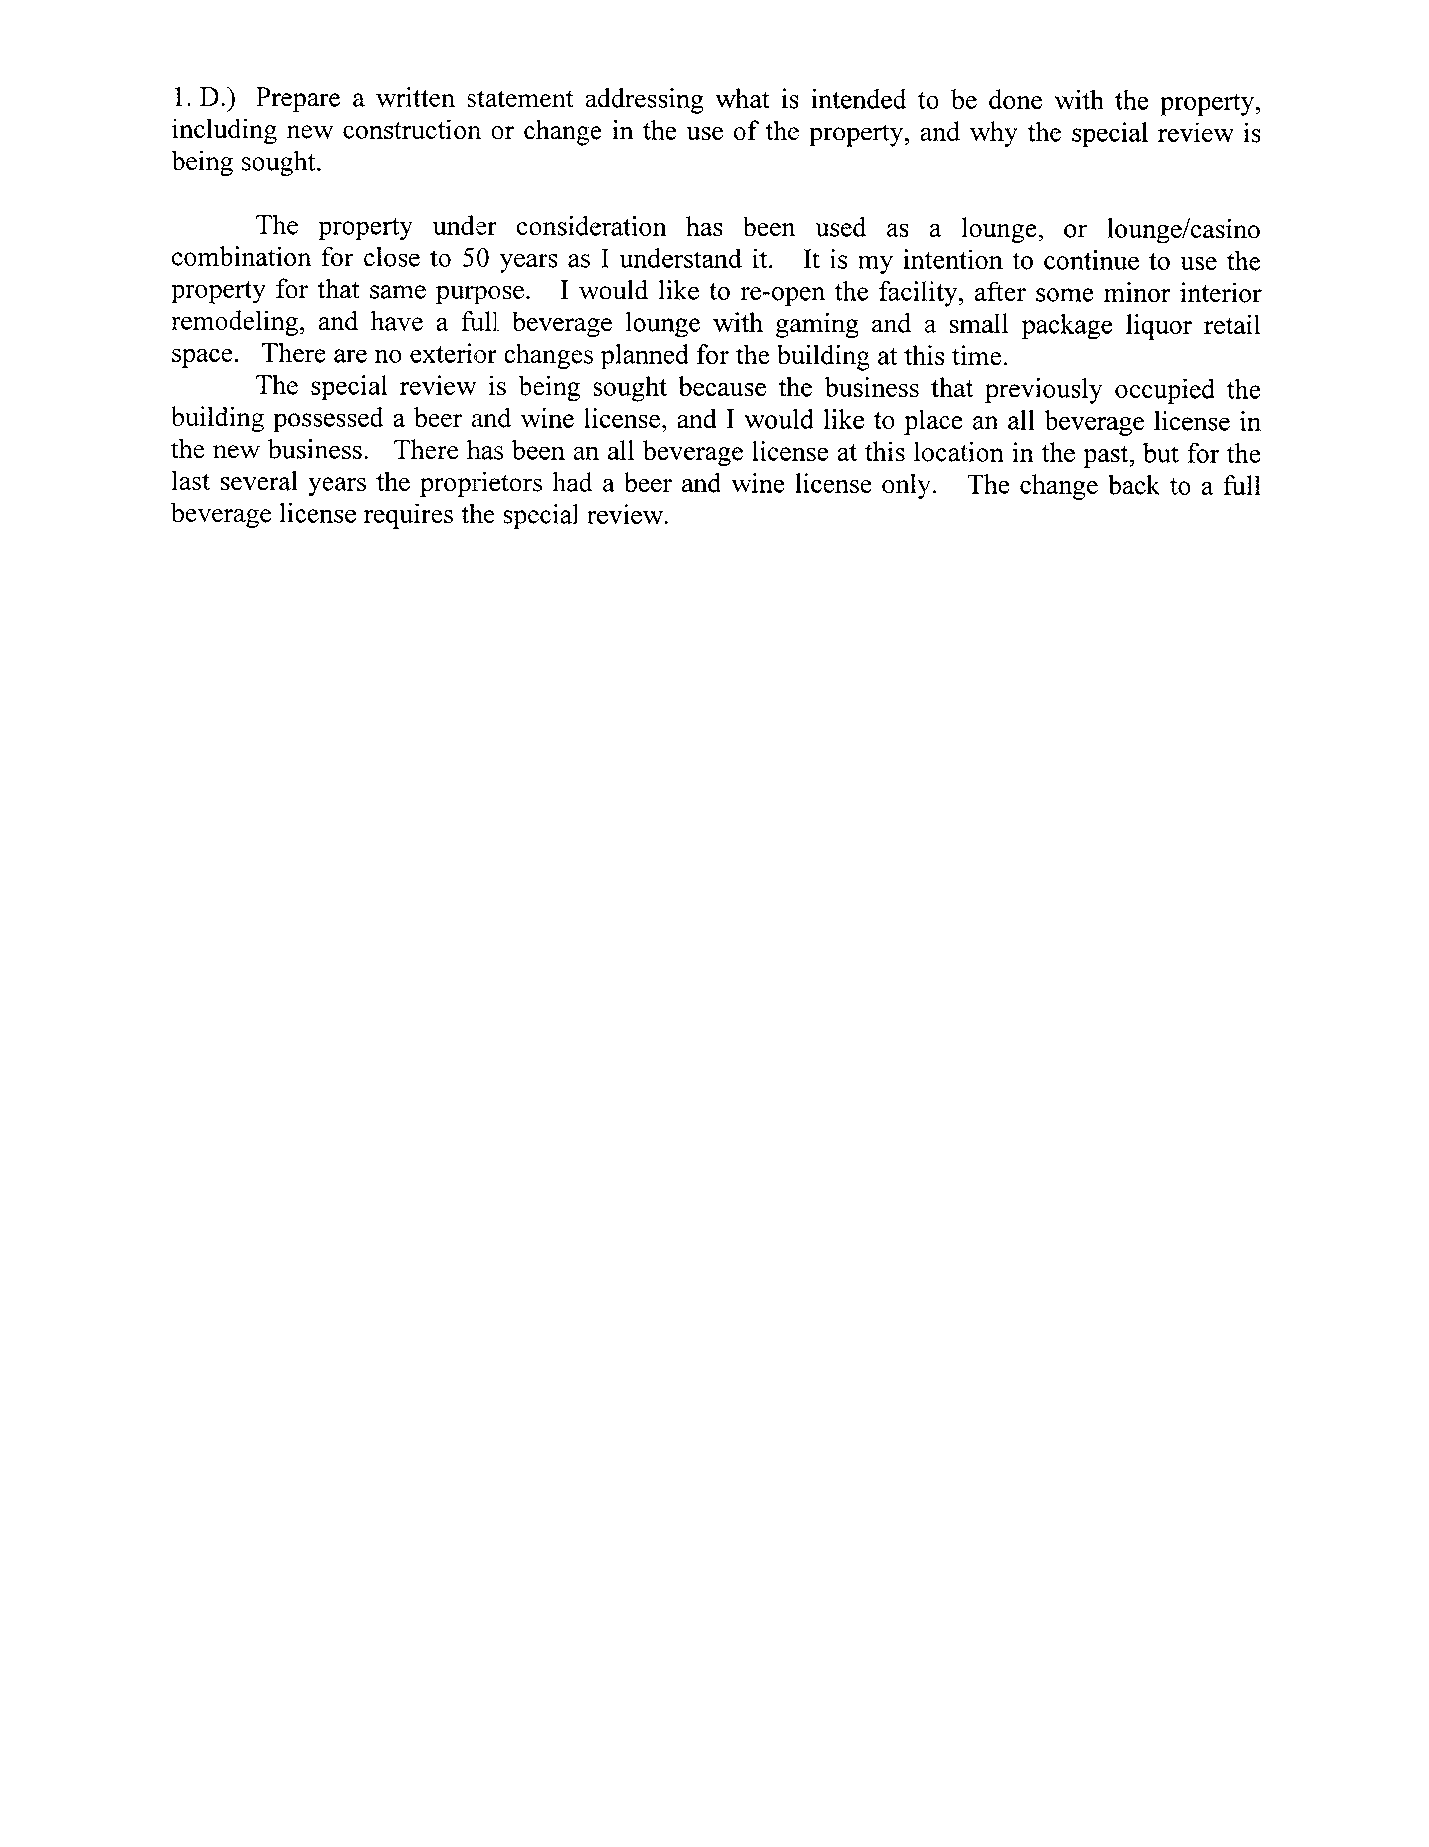 1. D.) Prepare a written statement addressing what is intended to be done with the property,
including new construction or change in the use of the property, and why the special review is
being sought.
The property under consideration has been used as a lounge, or lounge/casino
combination for close to 50 years as I understand it. It is my intention to continue to use the
property for that same purpose. I would like to re-open the facility, after some minor interior
remodeling, and have a full beverage lounge with gaming and a small package liquor retail
space. There are no exterior changes planned for the building at this time.
The special review is being sought because the business that previously occupied the
building possessed a beer and wine license, and I would like to place an all beverage license in
the new business. There has been an all beverage license at this location in the past, but for the
last several years the proprietors had a beer and wine license only. The change back to a full
beverage license requires the special review.